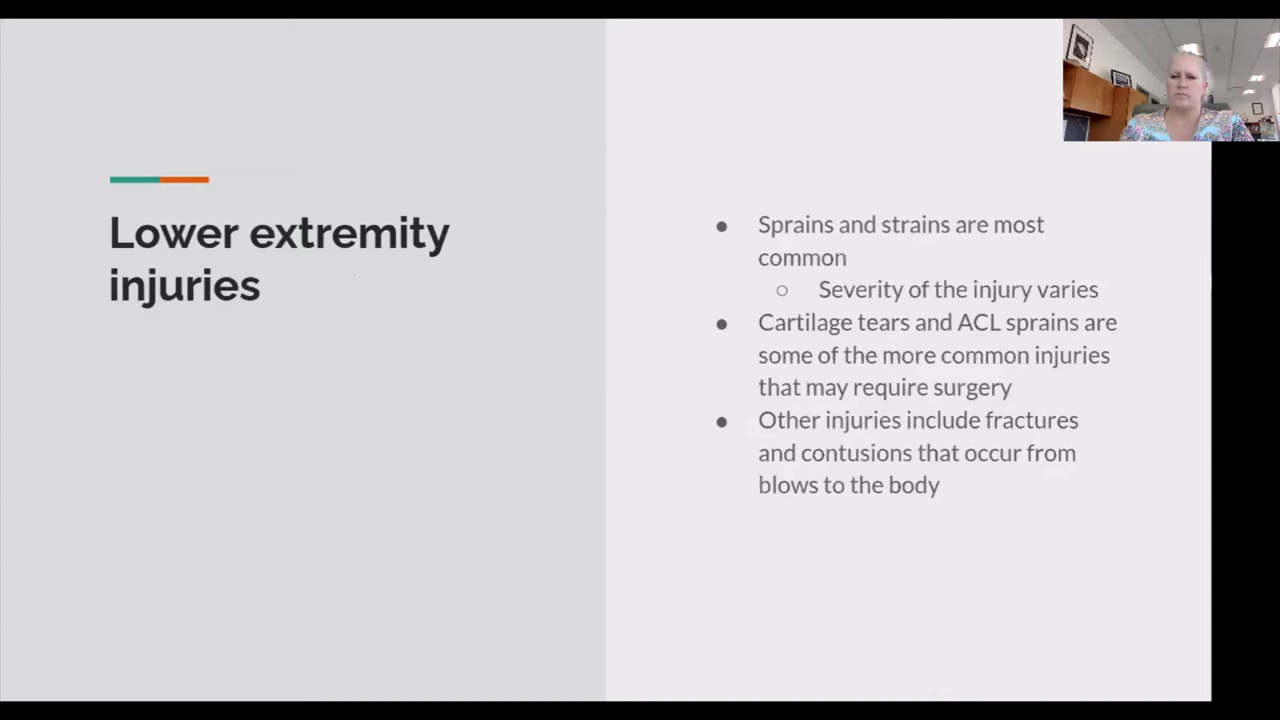 Lower extremity
injuries
● Sprains and strains are most
common
○ Severity of the injury varies
● Cartilage tears and ACL sprains are
some of the more common injuries
that may require surgery
● Other injuries include fractures
and contusions that occur from
blows to the body